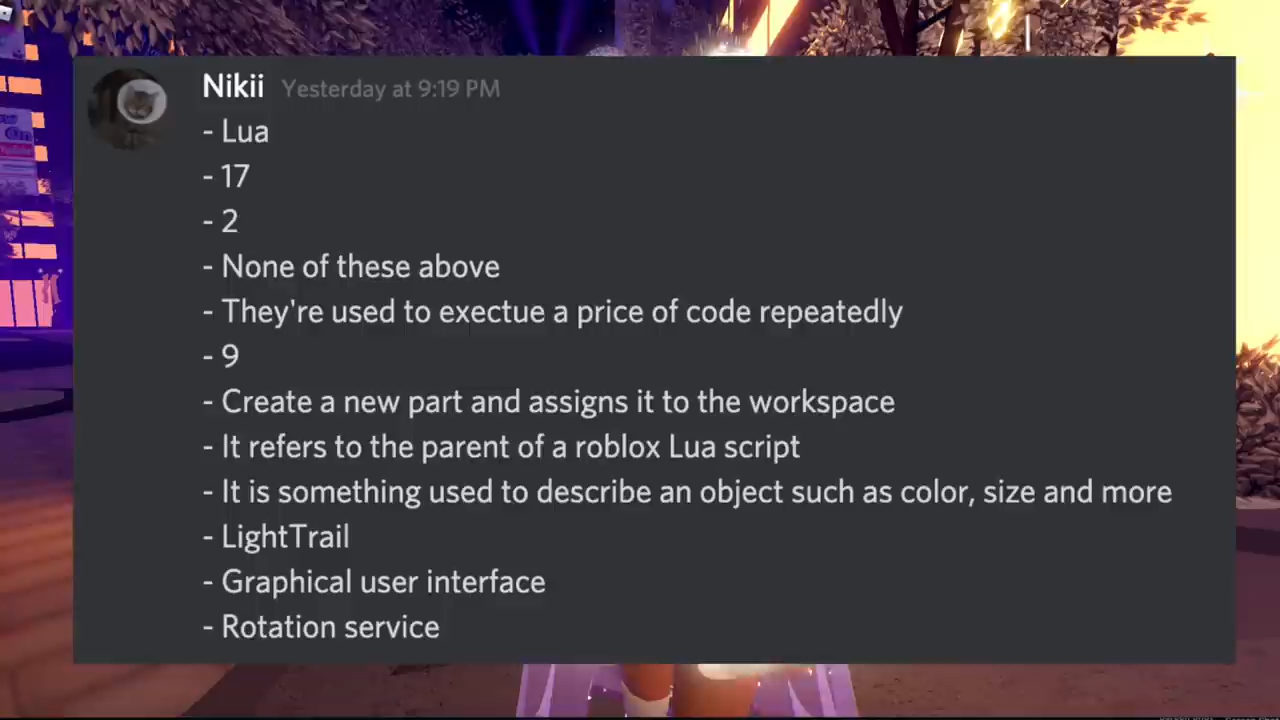 Nikii Yesterday at 9:19 PM
- Lua
- 17
- 2
- None of these above
- They're used to exectue a price of code repeatedly
- 9
- Create a new part and assigns it to the workspace
- It refers to the parent of a roblox Lua script
- It is something used to describe an object such as color, size and more
- LightTrail
- Graphical user interface
- Rotation service